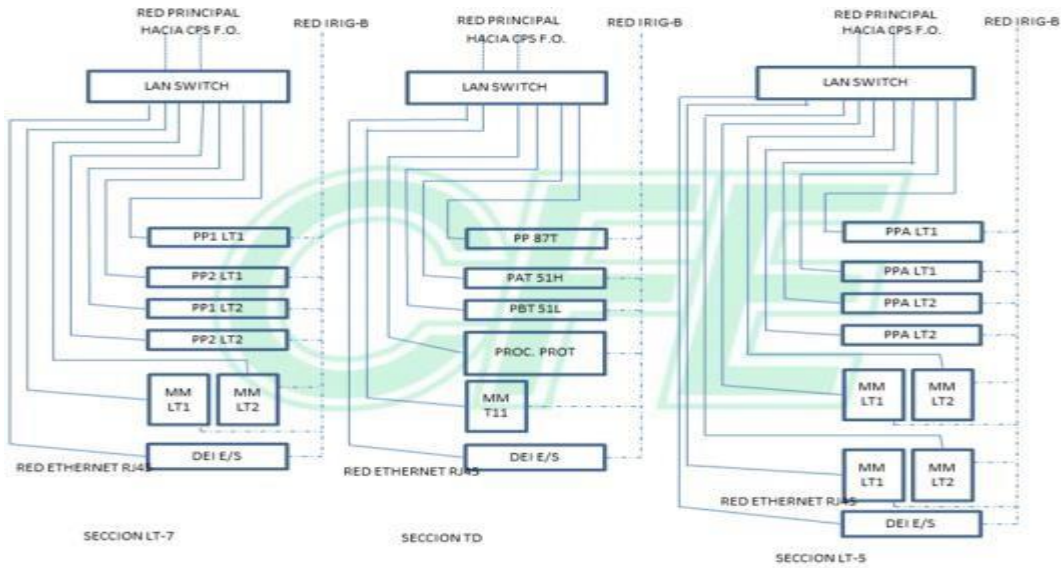 RED PRINCIPAL
HACIA CPS F.O.
RED IRIG-B
LAN SWITCH
PP1 LT1
PP2 LT1
PP1 LT2
PP2 LT2
MM
LT1
MM
LT2
DEI E/S
RED ETHERNET RJ45
SECCION LT-7
RED PRINCIPAL
HACIA CPS F.O.
RED IRIG-B
LAN SWITCH
PP 87T
PAT 51H
PBT 51L
PROC. PROT
MM
T11
DEI E/S
RED ETHERNET RJ45
SECCION TD
RED PRINCIPAL
HACIA CPS F.O.
RED IRIG-B
LAN SWITCH
PPA LT1
PPA LT1
PPA LT2
PPA LT2
MM
LT1
MM
LT2
MM
LT1
MM
LT2
RED ETHERNET RJ45
DEI E/S
SECCION LT-5
CFE